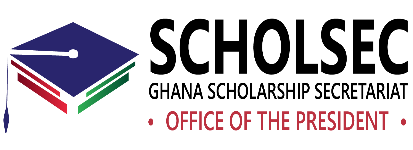 SCHOLSEC
GHANA SCHOLARSHIP SECRETARIAT
• OFFICE OF THE PRESIDENT •